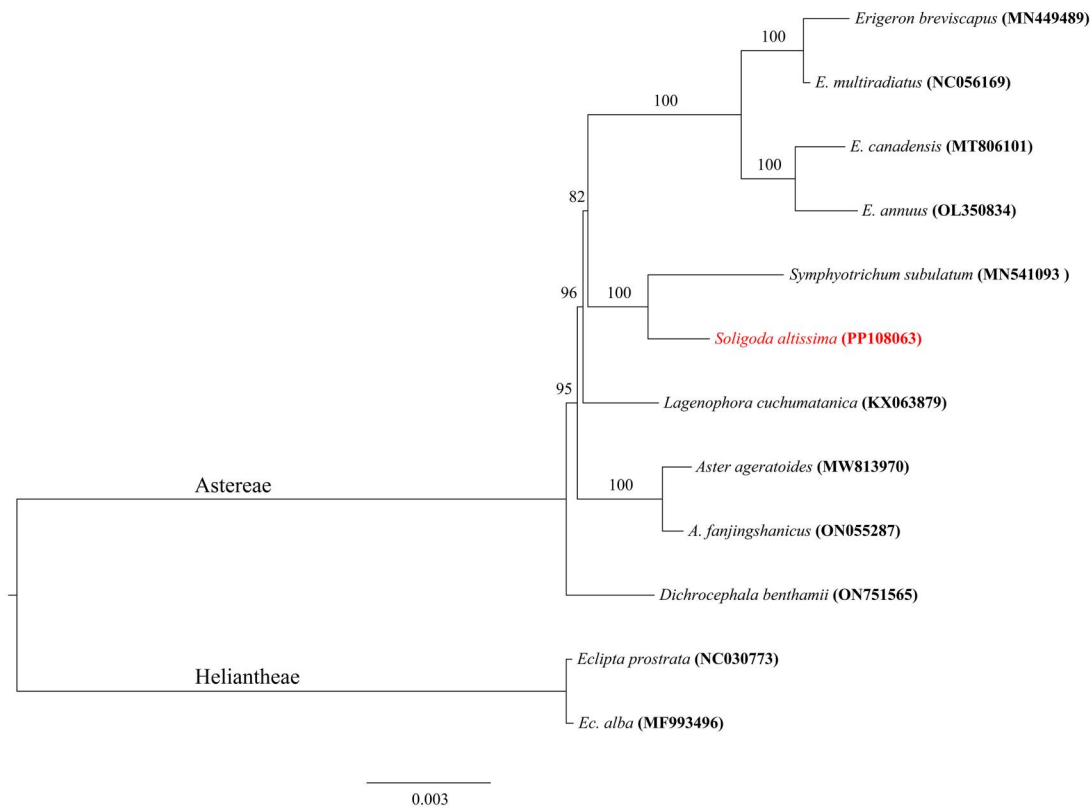 Erigeron breviscapus (MN449489)
100
E. multiradiatus (NC056169)
100
E. canadensis (MT806101)
100
82
E. annuus (OL350834)
Symphyotrichum subulatum (MN541093 )
96
100
Soligoda altissima (PP108063)
95
Lagenophora cuchumatanica (KX063879)
Aster ageratoides (MW813970)
Astereae
100
A. fanjingshanicus (ON055287)
Dichrocephala benthamii (ON751565)
Eclipta prostrata (NC030773)
Heliantheae
Ec. alba (MF993496)
0.003